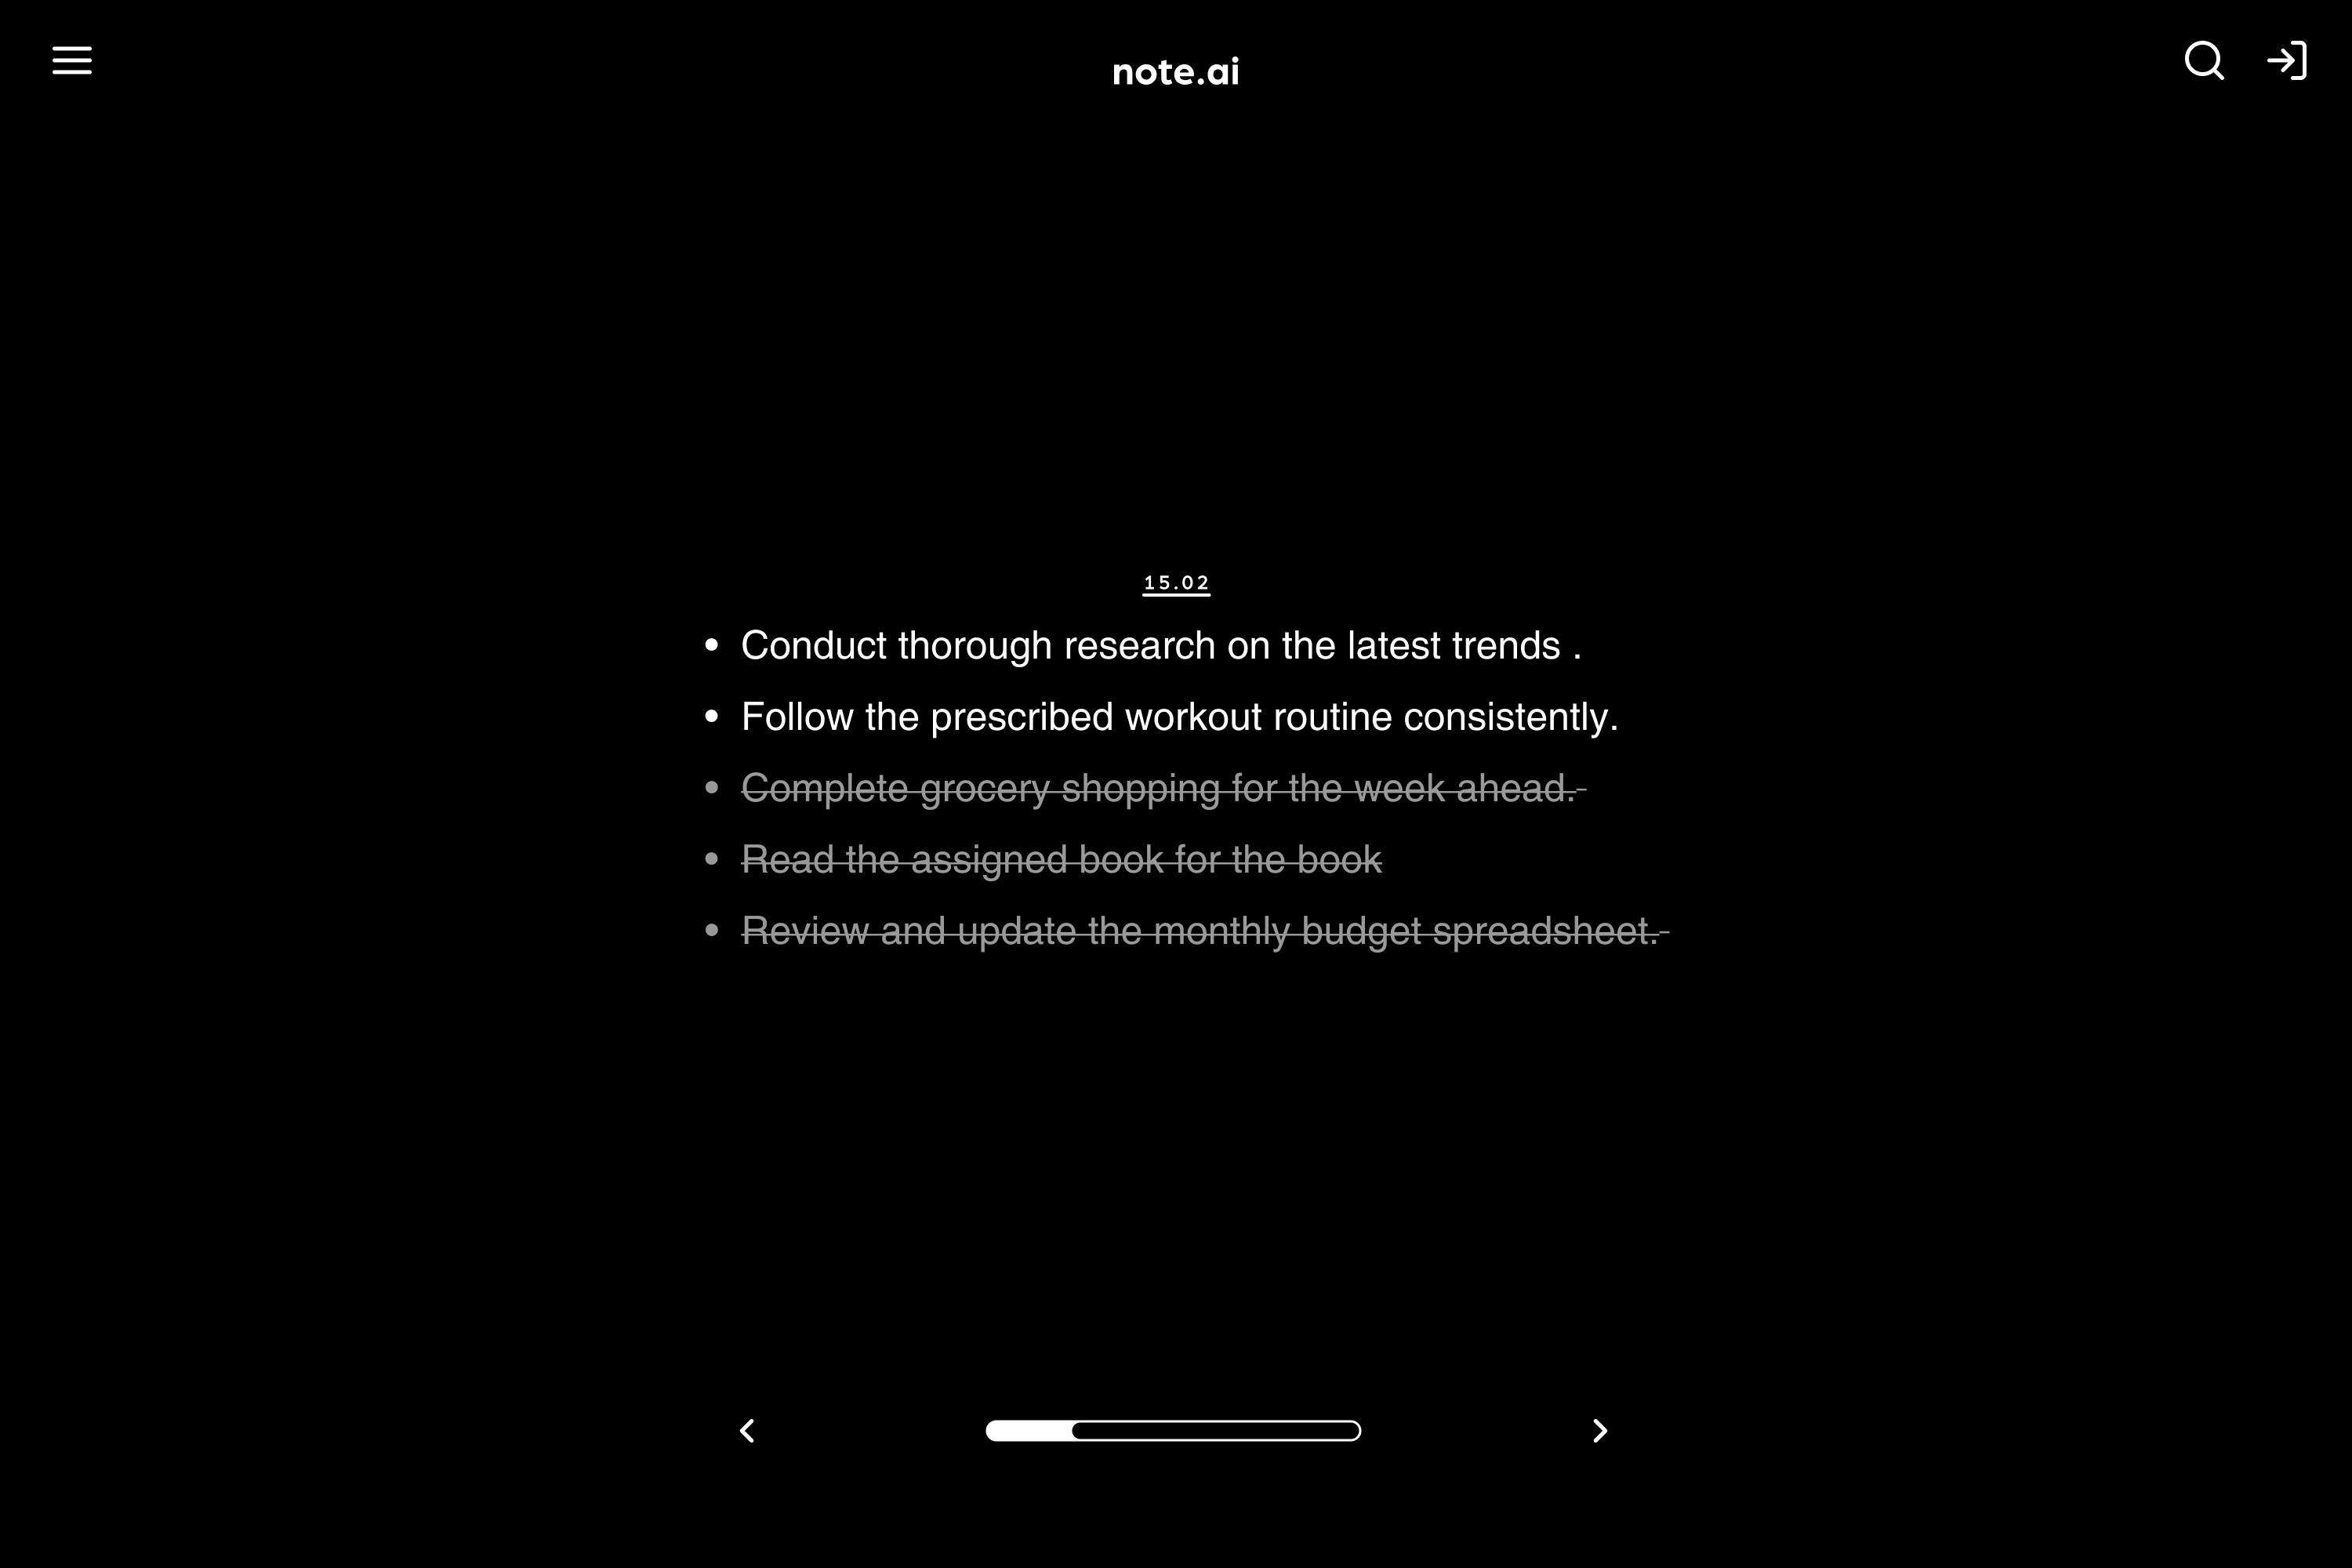 note.ai
15.02
• Conduct thorough research on the latest trends .
• Follow the prescribed workout routine consistently.
• Complete grocery shopping for the week ahead.
• Read the assigned book for the book
• Review and update the monthly budget spreadsheet.